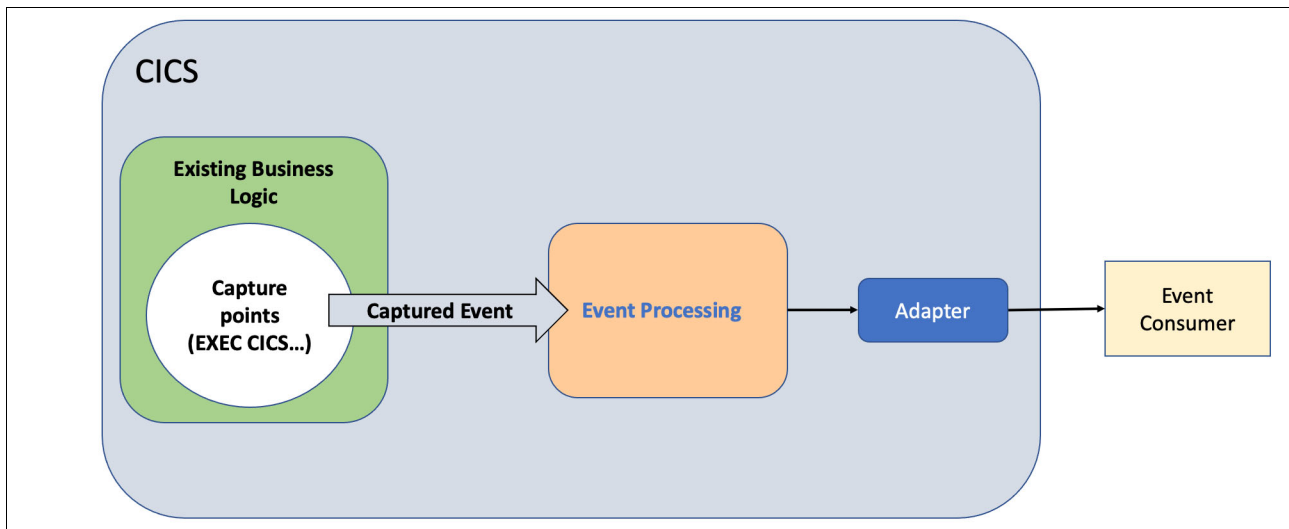 CICS
Existing Business
Logic
Capture
points
(EXEC CICS...)
Captured Event
Event Processing
Adapter
Event
Consumer